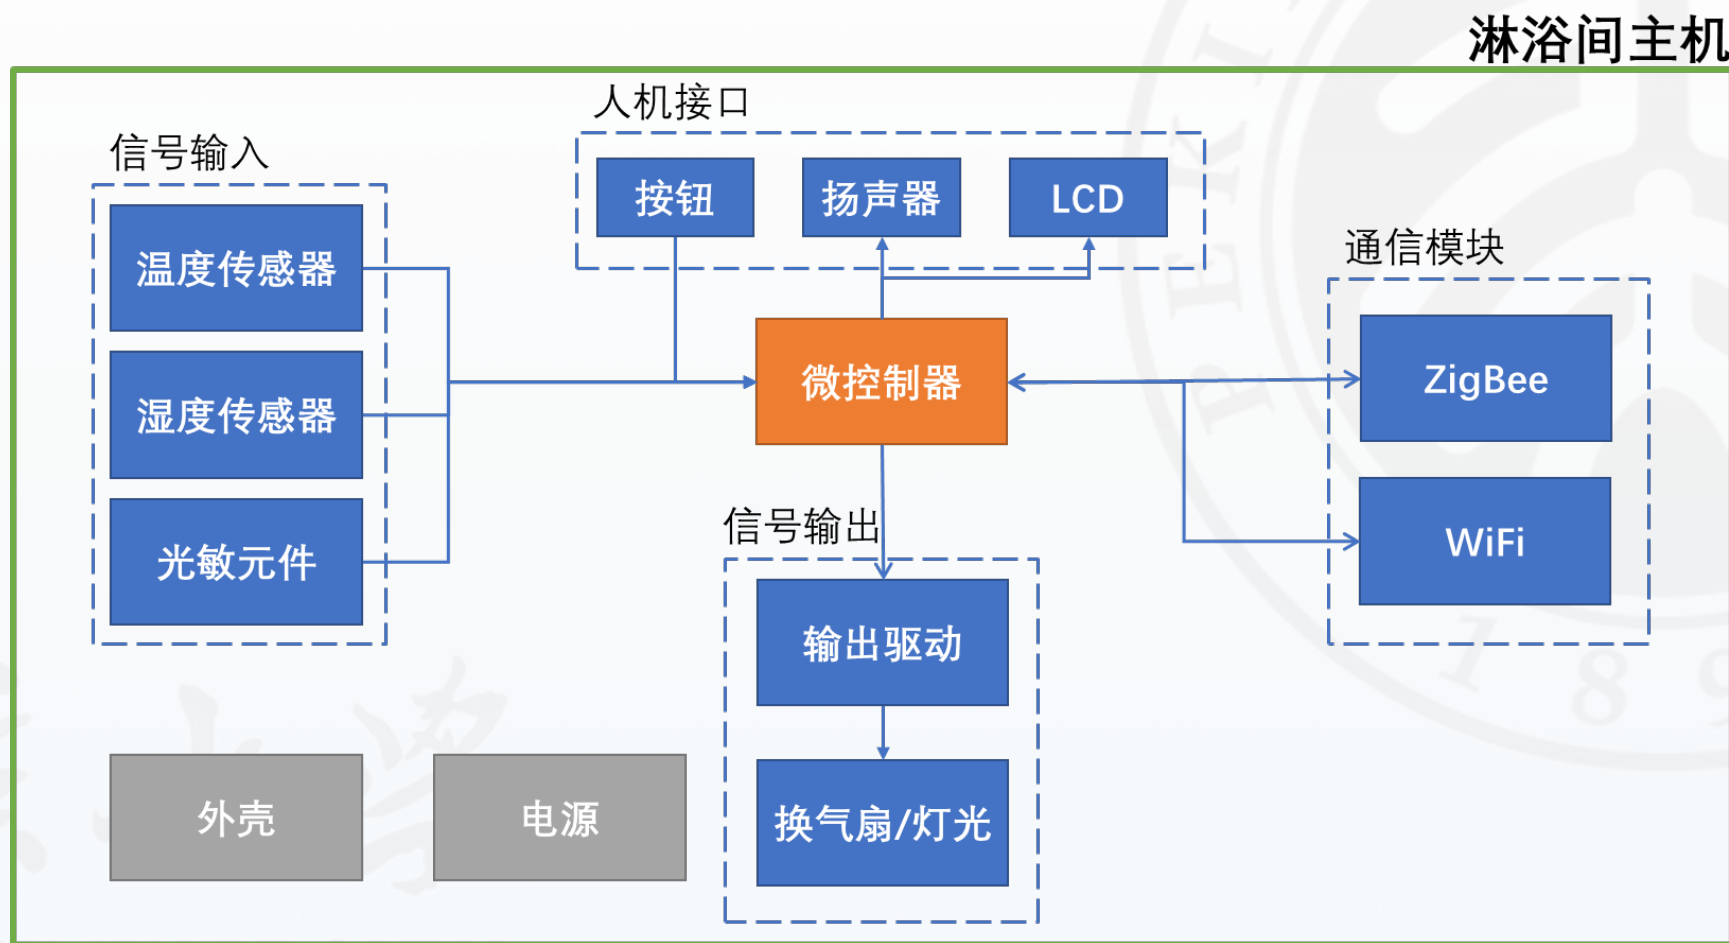 淋浴间主机
人机接口
信号输入
按钮
扬声器
LCD
通信模块
温度传感器
微控制器
ZigBee
湿度传感器
信号输出
WiFi
光敏元件
输出驱动
外壳
电源
换气扇/灯光
PEKI
189